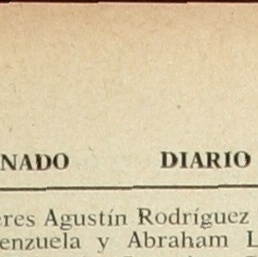 NADO DIARIO
eres Agustín Rodríguez
enzuela y Abraham L